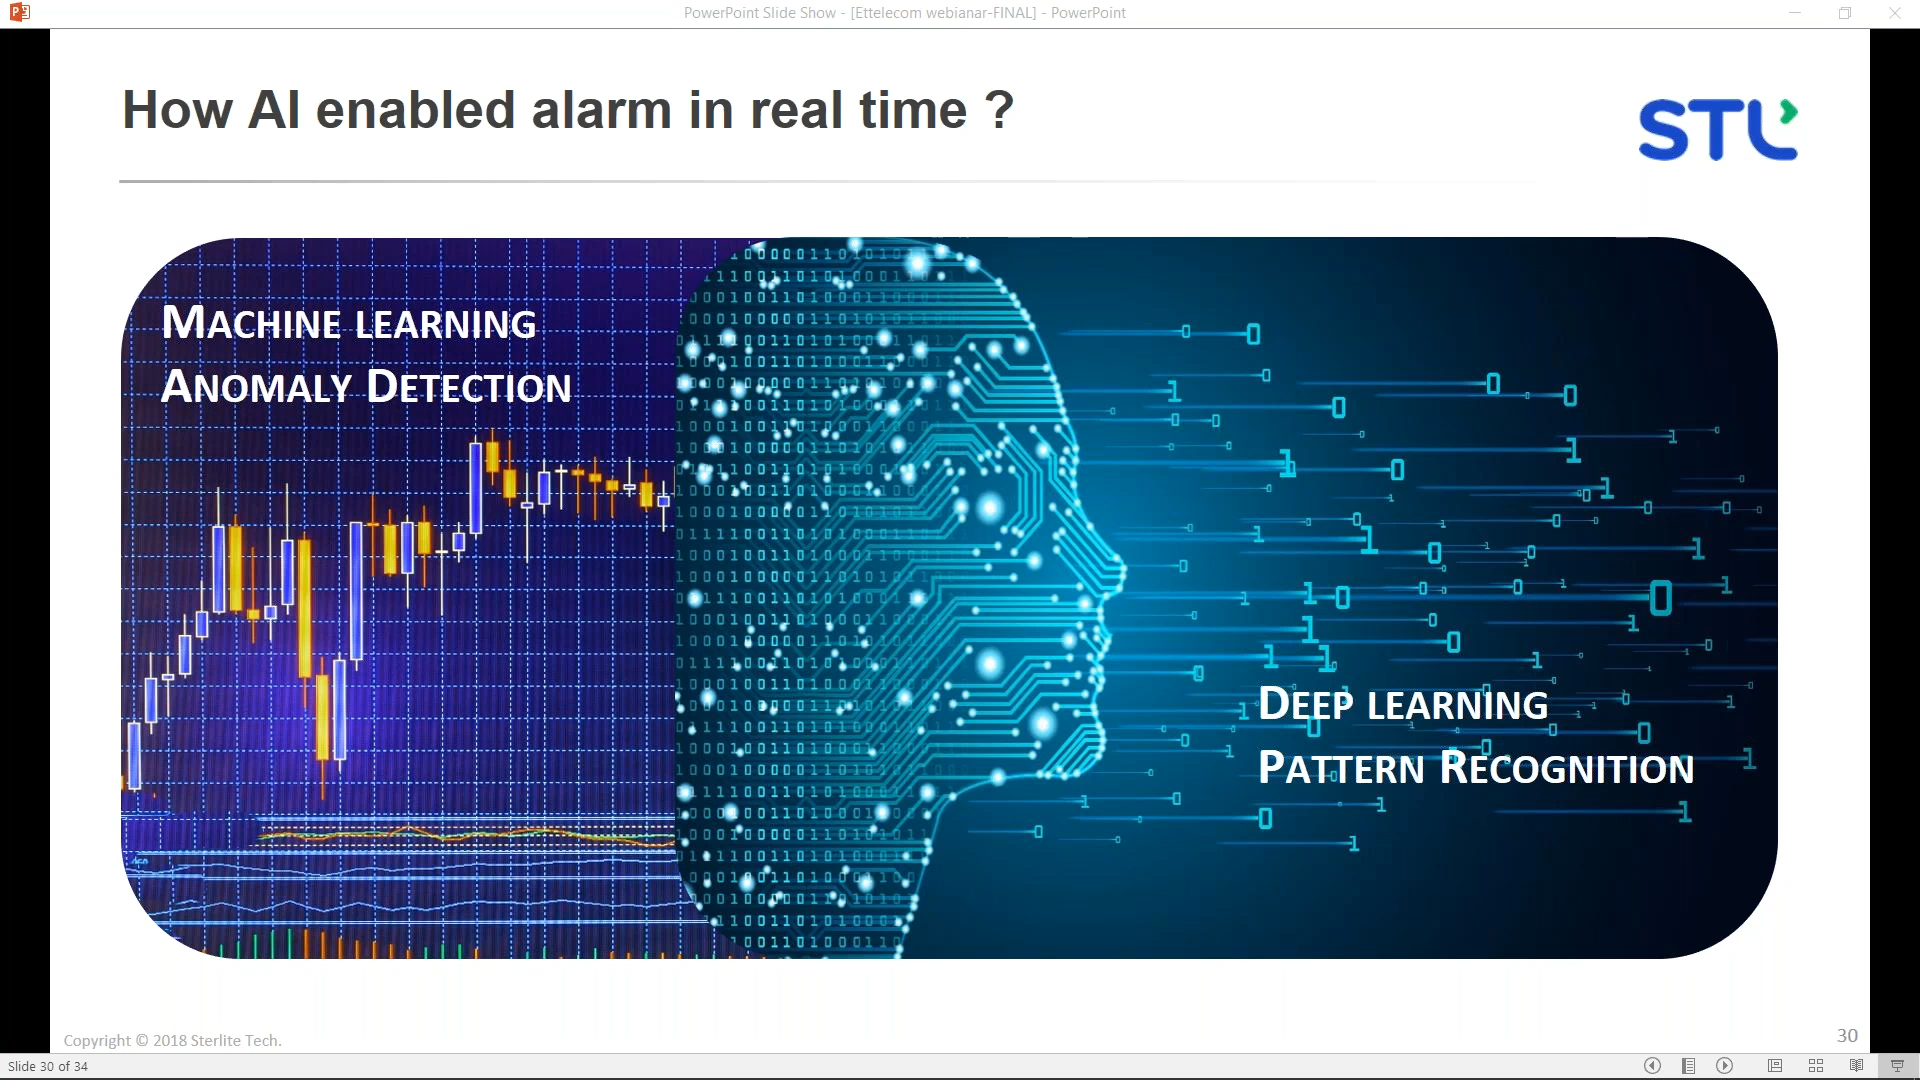 PowerPoint Slide Show - [Ettelecom webianar-FINAL] - PowerPoint
How AI enabled alarm in real time ?
STL
MACHINE LEARNING
ANOMALY DETECTION
DEEP LEARNING
PATTERN RECOGNITION
Copyright © 2018 Sterlite Tech.
30
Slide 30 of 34